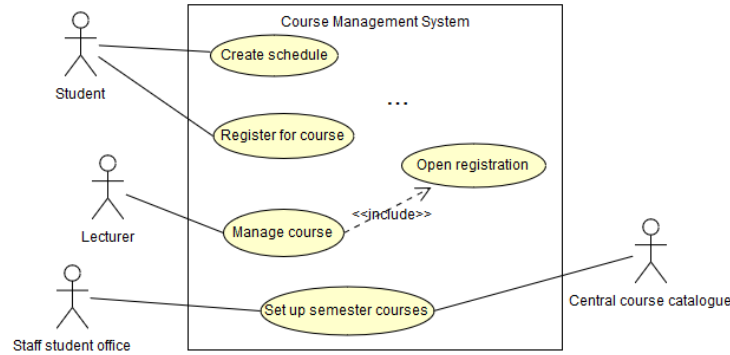 Course Management System
Create schedule
Student
...
Register for course
Open registration
<<include>>
Manage course
Lecturer
Set up semester courses
Central course catalogue
Staff student office